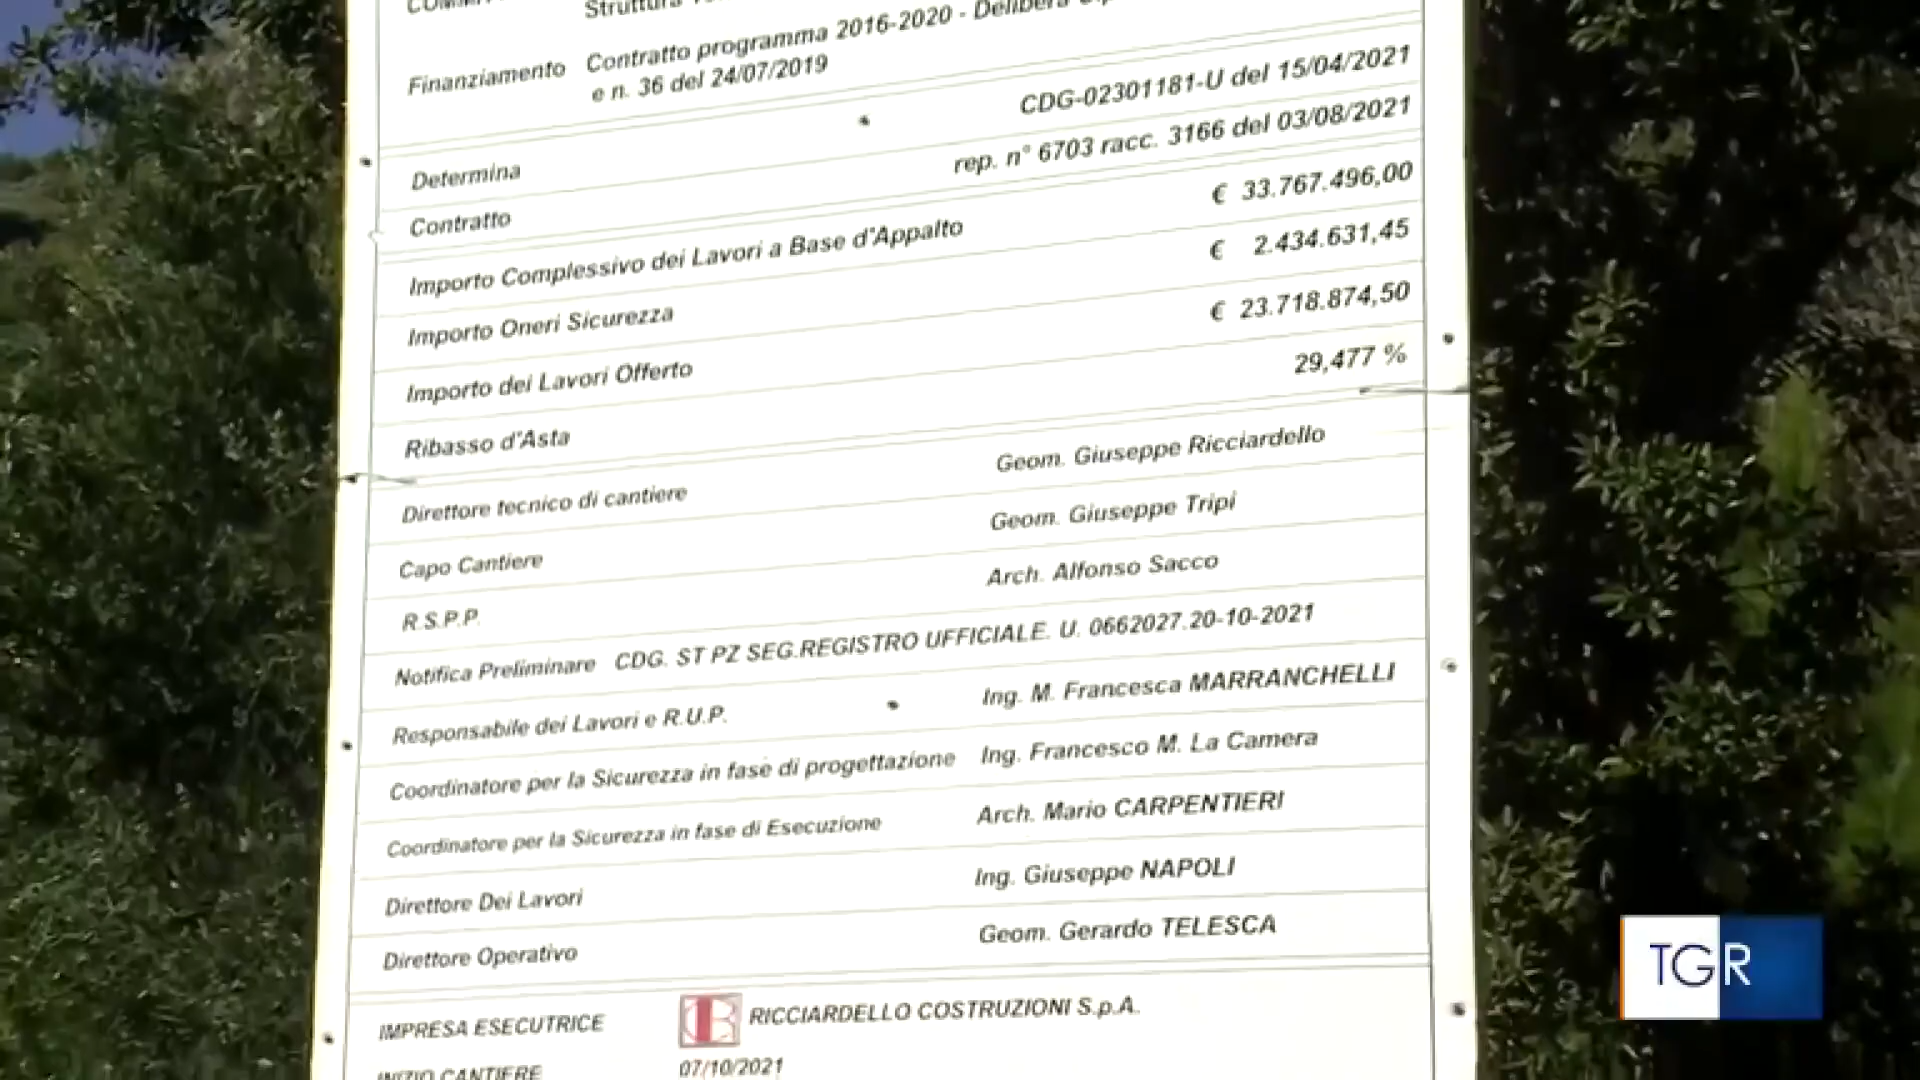 Struttura
Finanziamento Contratto programma 2016-2020 - Delibera
e n. 36 del 24/07/2019
Determina CDG-02301181-U del 15/04/2021
Contratto rep. n° 6703 racc. 3166 del 03/08/2021
Importo Complessivo dei Lavori a Base d'Appalto € 33.767.496,00
Importo Oneri Sicurezza € 2.434.631,45
Importo dei Lavori Offerto € 23.718.874,50
Ribasso d'Asta 29,477 %
Direttore tecnico di cantiere Geom. Giuseppe Ricciardello
Capo Cantiere Geom. Giuseppe Tripi
R.S.P.P. Arch. Alfonso Sacco
Notifica Preliminare CDG. ST PZ SEG.REGISTRO UFFICIALE. U. 0662027.20-10-2021
Responsabile dei Lavori e R.U.P. Ing. M. Francesca MARRANCHELLI
Coordinatore per la Sicurezza in fase di progettazione Ing. Francesco M. La Camera
Coordinatore per la Sicurezza in fase di Esecuzione Arch. Mario CARPENTIERI
Direttore Dei Lavori Ing. Giuseppe NAPOLI
Direttore Operativo Geom. Gerardo TELESCA
IMPRESA ESECUTRICE RICCIARDELLO COSTRUZIONI S.p.A.
INIZIO CANTIERE 07/10/2021
TGR